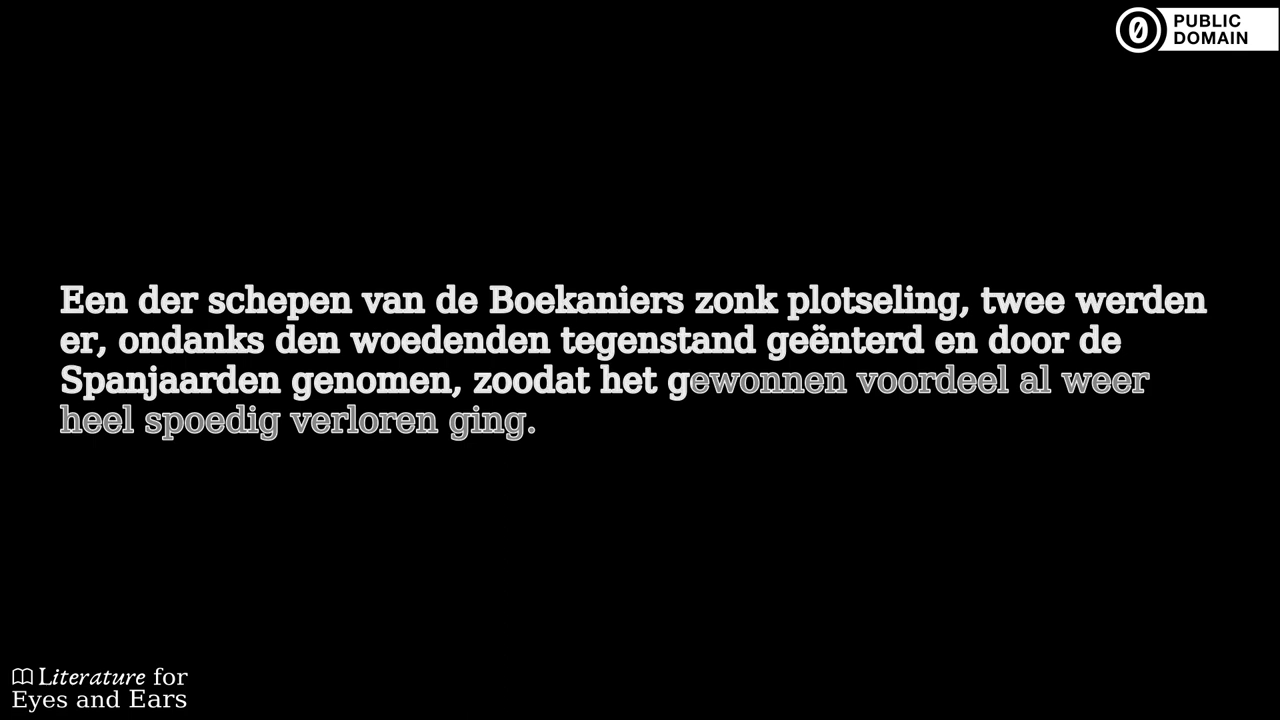 PUBLIC
DOMAIN
Een der schepen van de Boekaniers zonk plotseling, twee werden
er, ondanks den woedenden tegenstand geënterd en door de
Spanjaarden genomen, zoodat het gewonnen voordeel al weer
heel spoedig verloren ging.
Literature for
Eyes and Ears